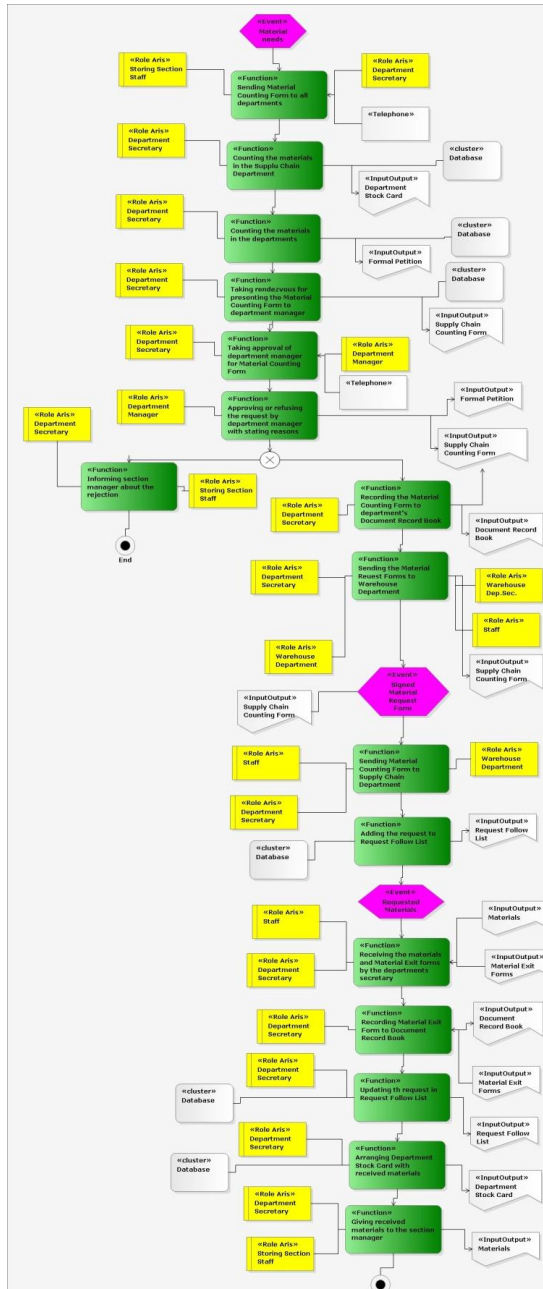 «Event»
Material
needs
«Role Aris»
Storing Section
Staff
«Function»
Sending Material
Counting Form to all
departments
«Role Aris»
Department
Secretary
«Telephone»
«Role Aris»
Department
Secretary
«Function»
Counting the materials
in the Supply Chain
Department
«cluster»
Database
«InputOutput»
Department
Stock Card
«Role Aris»
Department
Secretary
«Function»
Counting the materials
in the departments
«cluster»
Database
«InputOutput»
Formal Petition
«Role Aris»
Department
Secretary
«Function»
Taking rendezvous for
presenting the Material
Counting Form to
department manager
«cluster»
Database
«InputOutput»
Supply Chain
Counting Form
«Role Aris»
Department
Secretary
«Function»
Taking approval of
department manager
for Material Counting
Form
«Role Aris»
Department
Manager
«Telephone»
«Role Aris»
Department
Manager
«Function»
Approving or refusing
the request by
department manager
with stating reasons
«InputOutput»
Formal Petition
«InputOutput»
Supply Chain
Counting Form
«Role Aris»
Department
Secretary
«Function»
Informing section
manager about the
rejection
«Role Aris»
Storing Section
Staff
End
«Role Aris»
Department
Secretary
«Function»
Recording the Material
Counting Form to
department's
Document Record Book
«InputOutput»
Document Record
Book
«Role Aris»
Department
Secretary
«Function»
Sending the Material
Reuest Forms to
Warehouse
Department
«Role Aris»
Warehouse
Dep.Sec.
«Role Aris»
Staff
«Role Aris»
Warehouse
Department
«InputOutput»
Supply Chain
Counting Form
«Event»
Signed
Material
Request
Form
«InputOutput»
Supply Chain
Counting Form
«Role Aris»
Staff
«Function»
Sending Material
Counting Form to
Supply Chain
Department
«Role Aris»
Warehouse
Department
«Role Aris»
Department
Secretary
«cluster»
Database
«Function»
Adding the request to
Request Follow List
«InputOutput»
Request Follow
List
«Event»
Requested
Materials
«Role Aris»
Staff
«Role Aris»
Department
Secretary
«Function»
Receiving the materials
and Material Exit forms
by the departments
secretary
«InputOutput»
Materials
«InputOutput»
Material Exit
Forms
«Role Aris»
Department
Secretary
«Function»
Recording Material Exit
Form to Document
Record Book
«InputOutput»
Document
Record Book
«InputOutput»
Material Exit
Forms
«Role Aris»
Department
Secretary
«cluster»
Database
«Function»
Updating th request in
Request Follow List
«InputOutput»
Request Follow
List
«Role Aris»
Department
Secretary
«cluster»
Database
«Function»
Arranging Department
Stock Card with
received materials
«InputOutput»
Department
Stock Card
«Role Aris»
Department
Secretary
«Role Aris»
Storing Section
Staff
«Function»
Giving received
materials to the section
manager
«InputOutput»
Materials